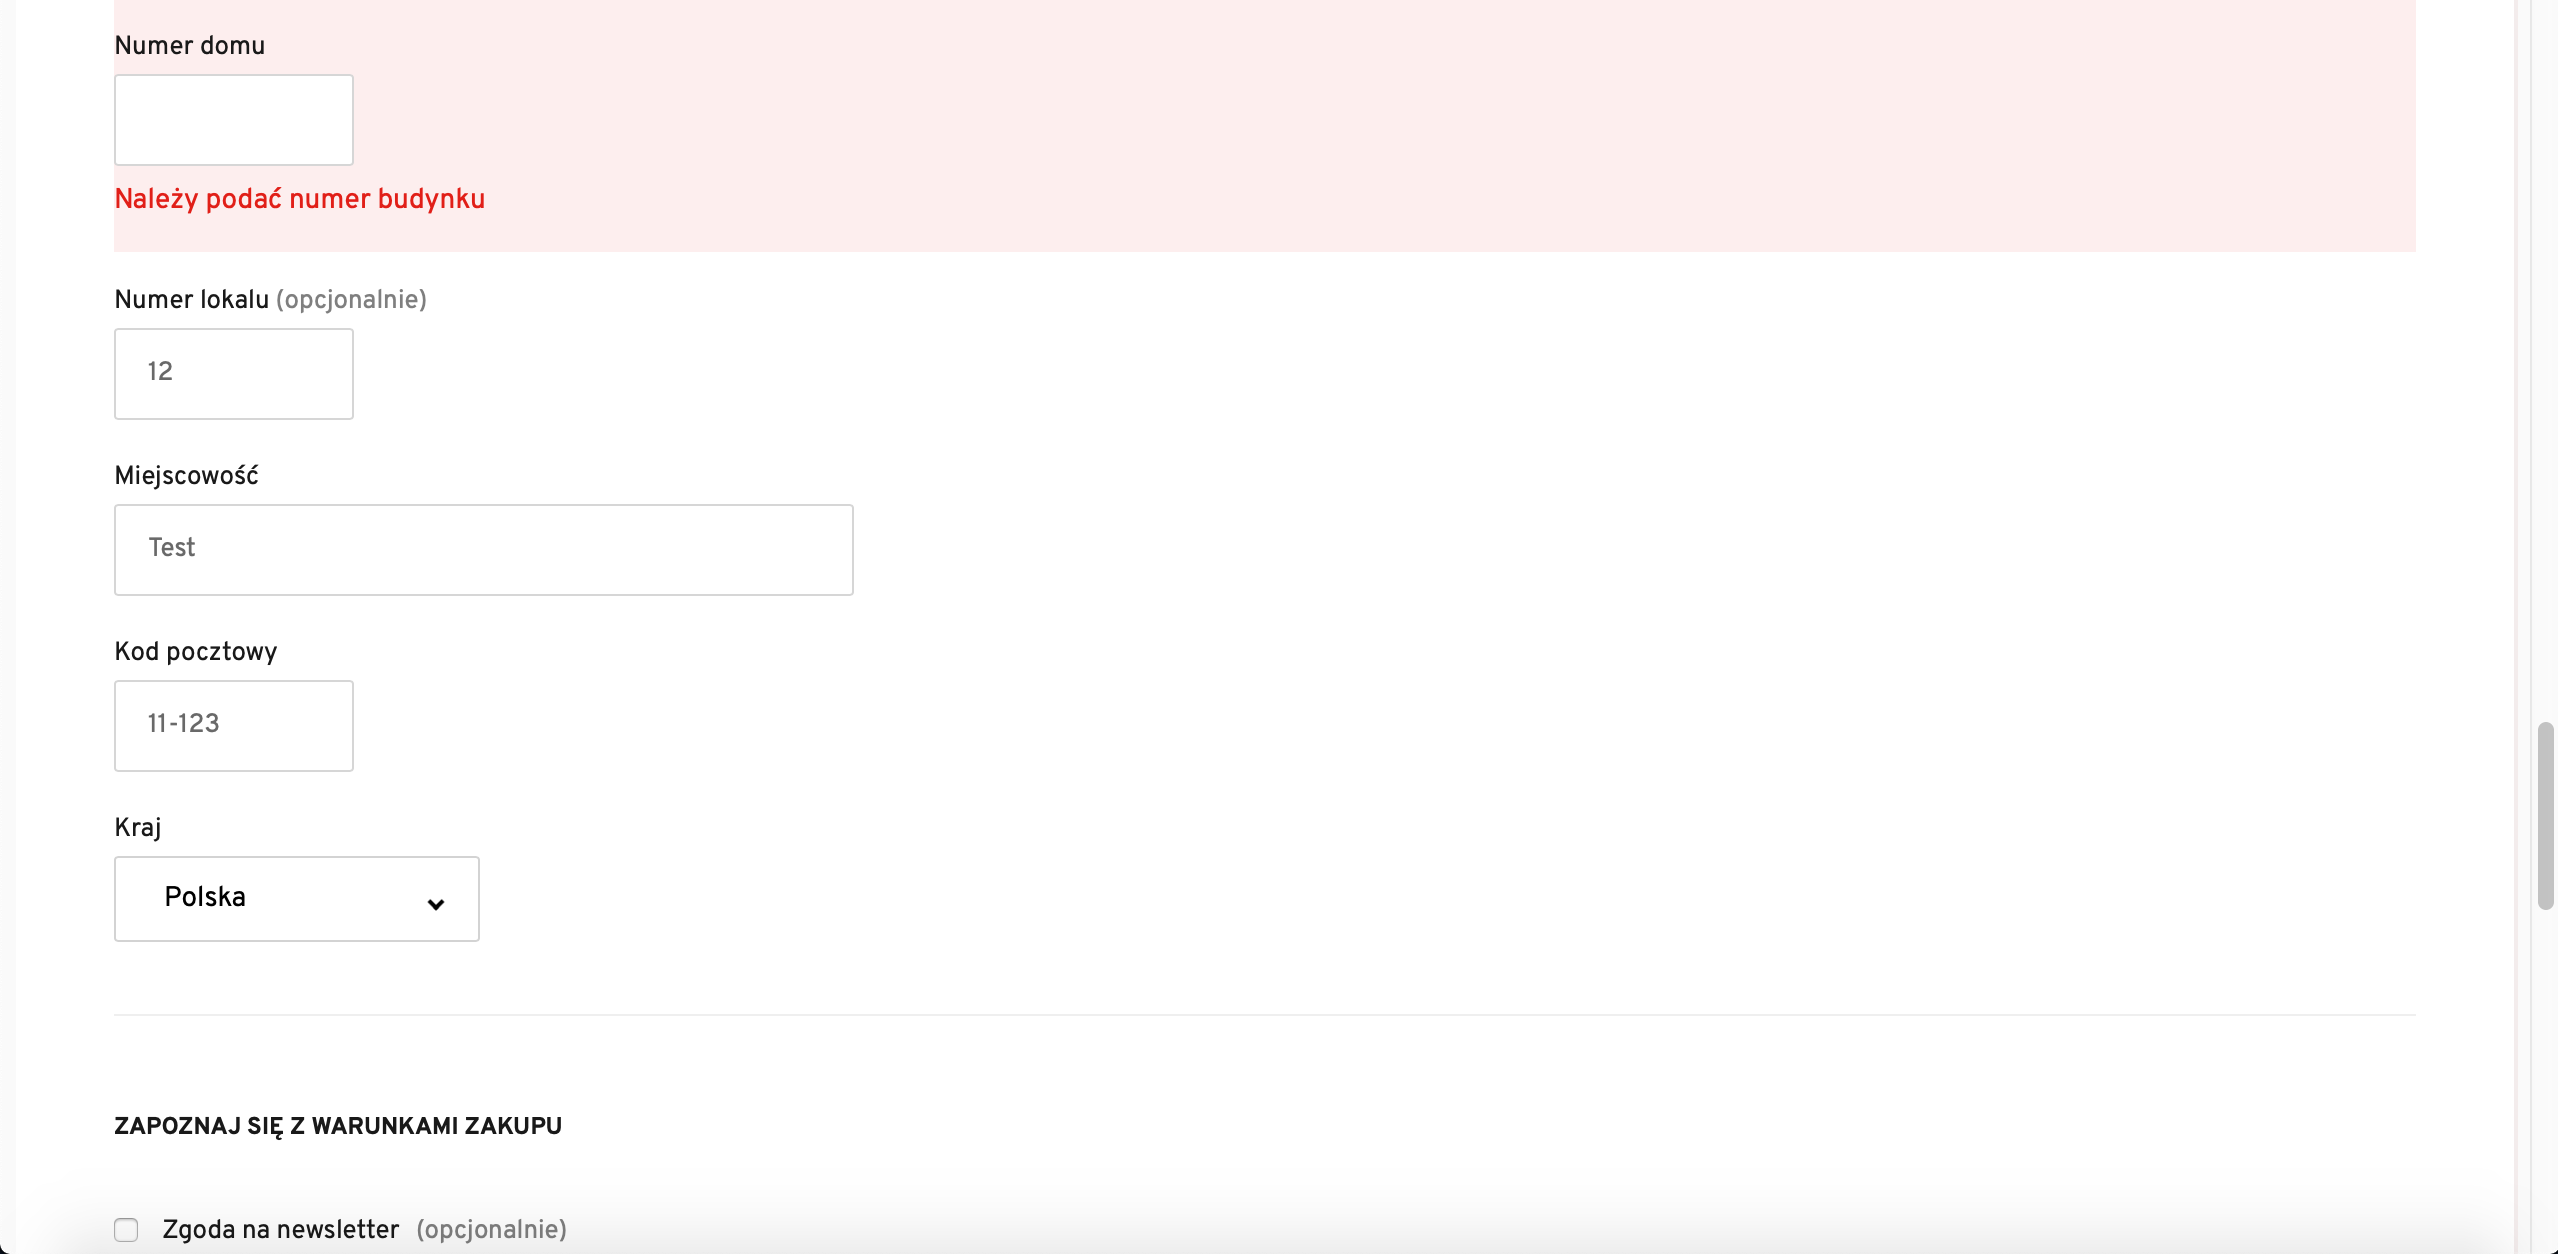 Numer domu
Należy podać numer budynku
Numer lokalu (opcjonalnie)
12
Miejscowość
Test
Kod pocztowy
11-123
Kraj
Polska
ZAPOZNAJ SIĘ Z WARUNKAMI ZAKUPU
Zgoda na newsletter (opcjonalnie)